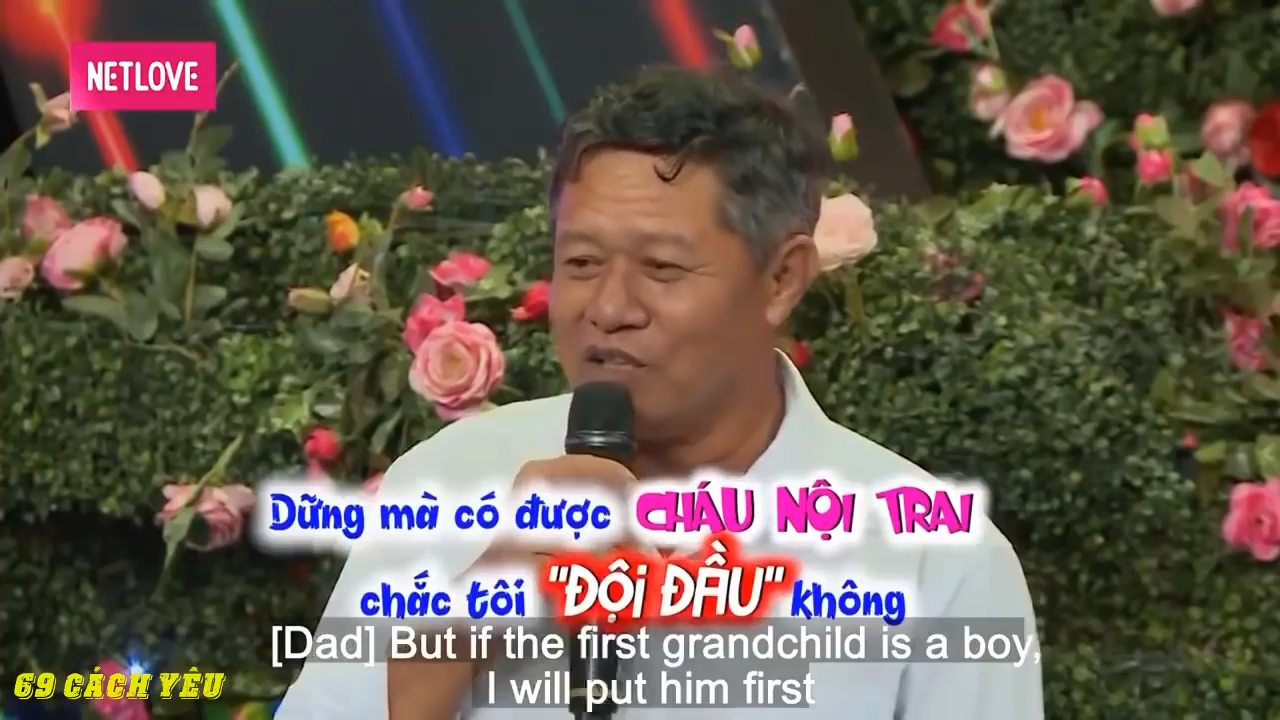 NETLOVE
Dững mà có được CHÁU NỘI TRAI
chắc tôi "ĐỘI ĐẦU" không
[Dad] But if the first grandchild is a boy,
I will put him first
69 CÁCH YÊU